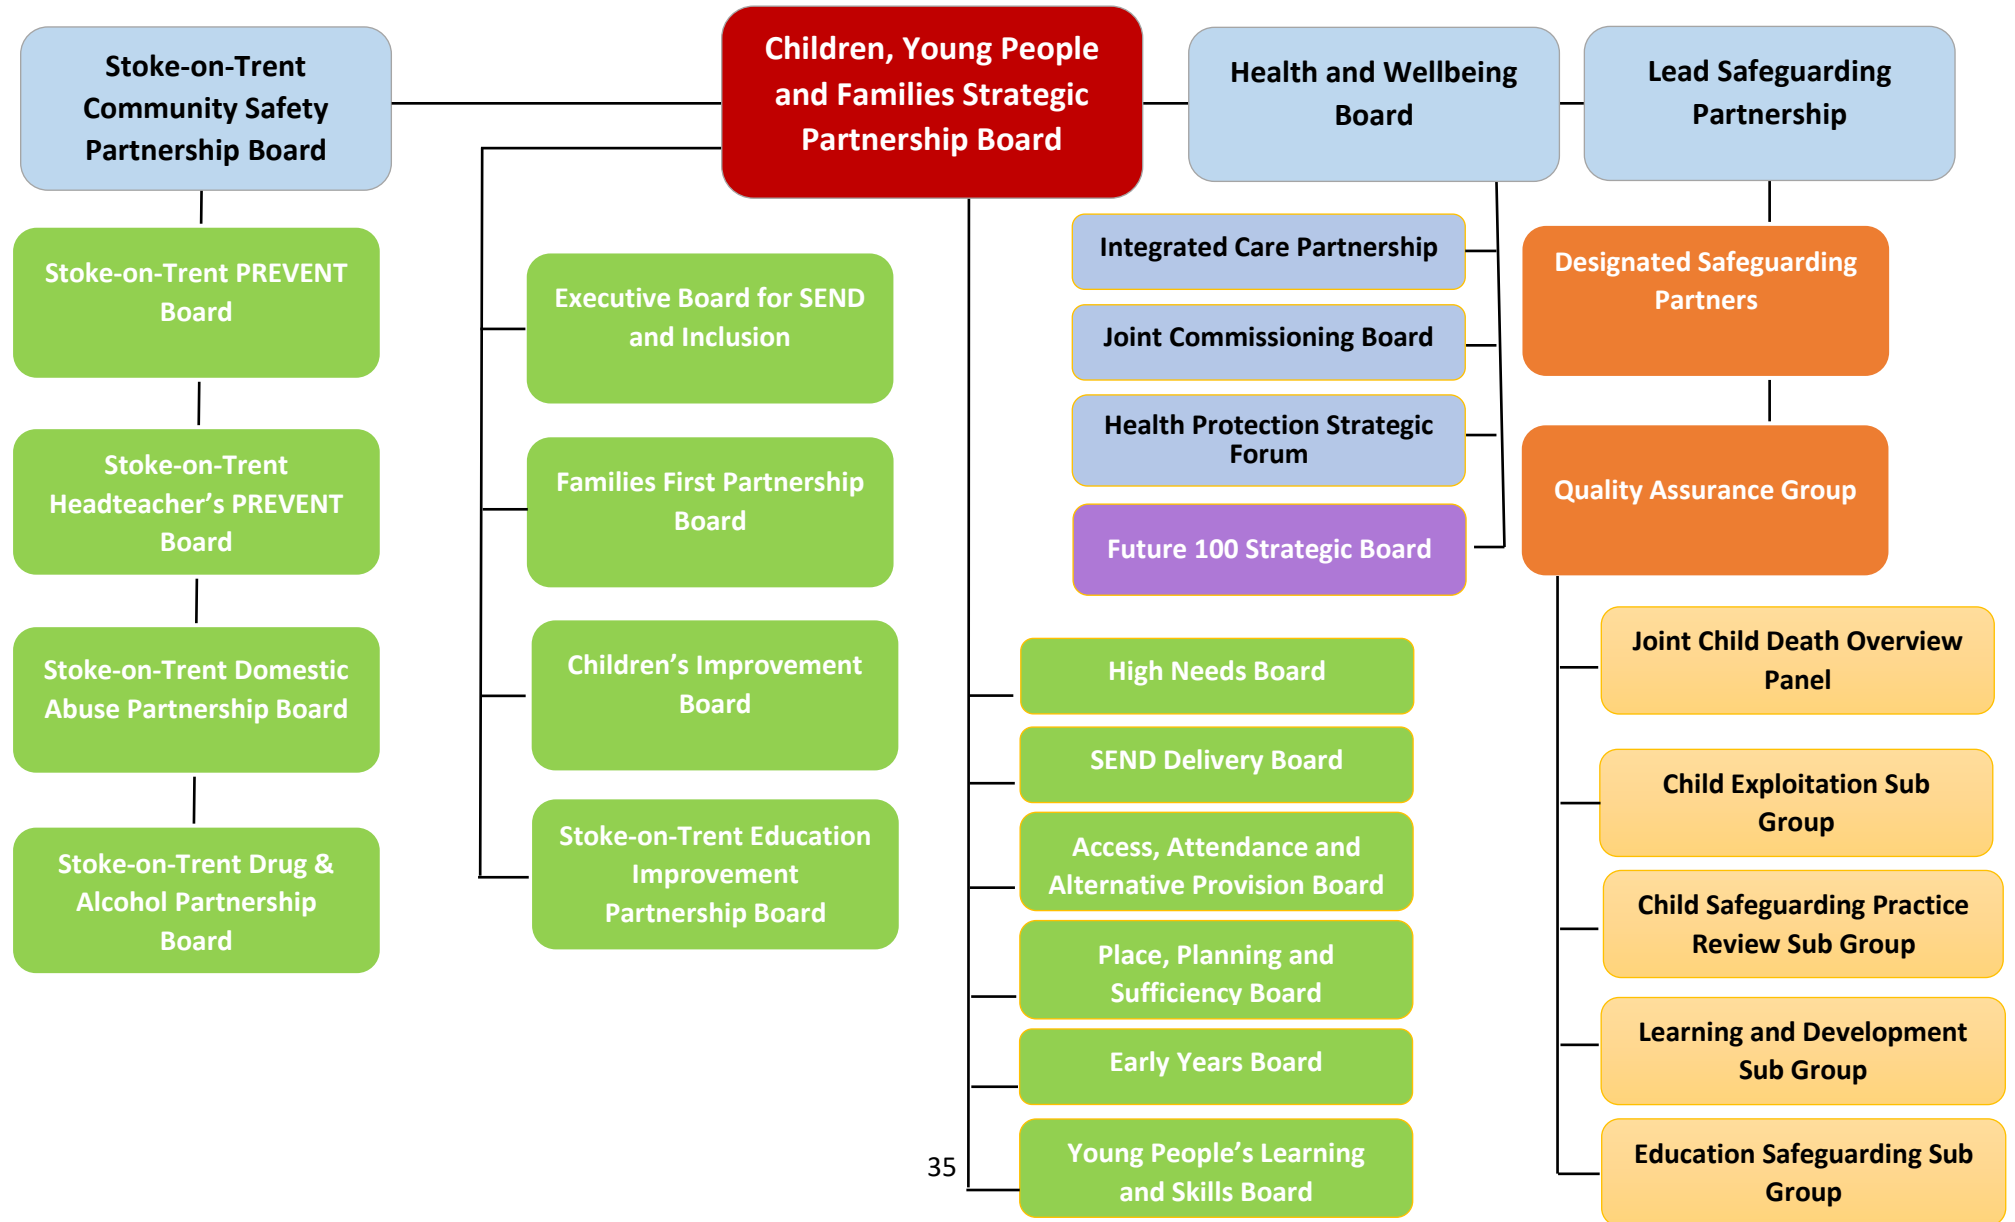 Stoke-on-Trent
Community Safety
Partnership Board
Children, Young People
and Families Strategic
Partnership Board
Health and Wellbeing
Board
Lead Safeguarding
Partnership
Stoke-on-Trent PREVENT
Board
Stoke-on-Trent
Headteacher’s PREVENT
Board
Stoke-on-Trent Domestic
Abuse Partnership Board
Stoke-on-Trent Drug &
Alcohol Partnership
Board
Executive Board for SEND
and Inclusion
Families First Partnership
Board
Children’s Improvement
Board
Stoke-on-Trent Education
Improvement
Partnership Board
Integrated Care Partnership
Joint Commissioning Board
Health Protection Strategic
Forum
Future 100 Strategic Board
High Needs Board
SEND Delivery Board
Access, Attendance and
Alternative Provision Board
Place, Planning and
Sufficiency Board
Early Years Board
Young People’s Learning
and Skills Board
Designated Safeguarding
Partners
Quality Assurance Group
Joint Child Death Overview
Panel
Child Exploitation Sub
Group
Child Safeguarding Practice
Review Sub Group
Learning and Development
Sub Group
Education Safeguarding Sub
Group
35